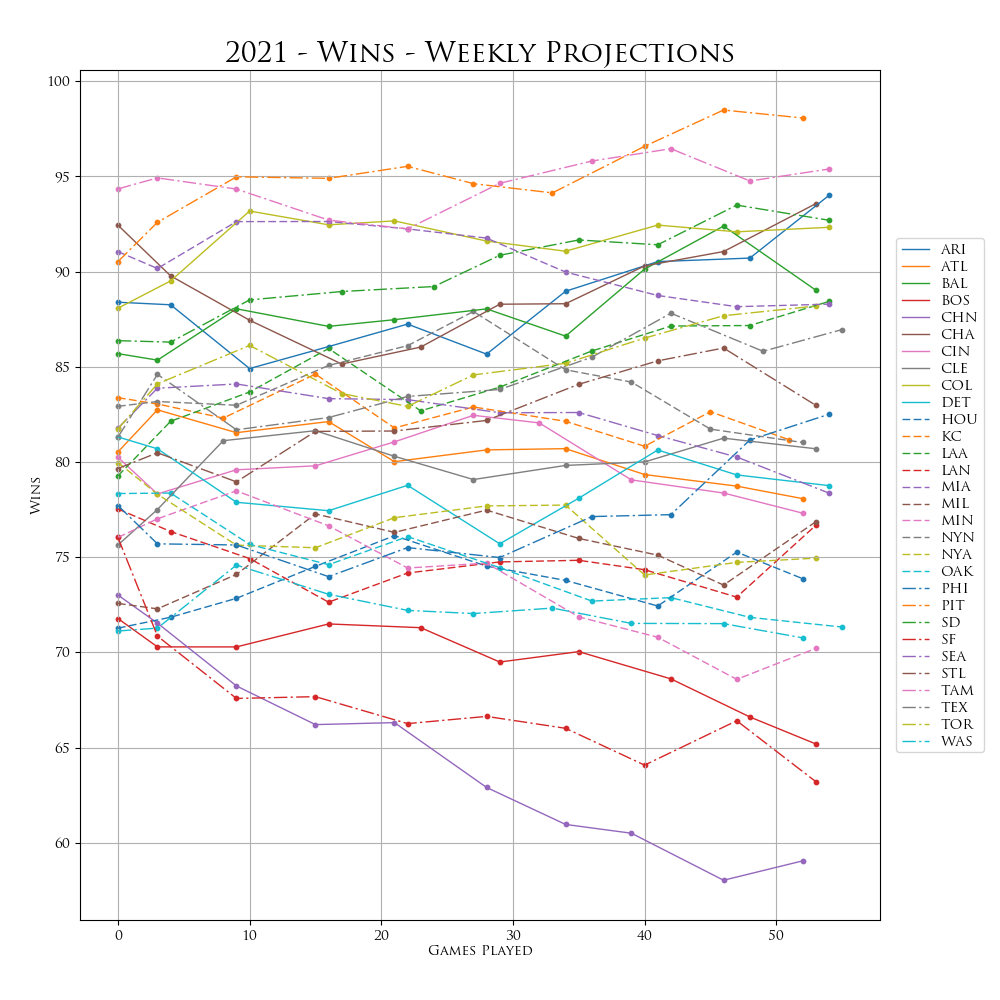 2021 - Wins - Weekly Projections
100
95
90
85
80
75
70
65
60
Wins
0 10 20 30 40 50
Games Played
ARI
ATL
BAL
BOS
CHN
CHA
CIN
CLE
COL
DET
HOU
KC
LAA
LAN
MIA
MIL
MIN
NYN
NYA
OAK
PHI
PIT
SD
SF
SEA
STL
TAM
TEX
TOR
WAS